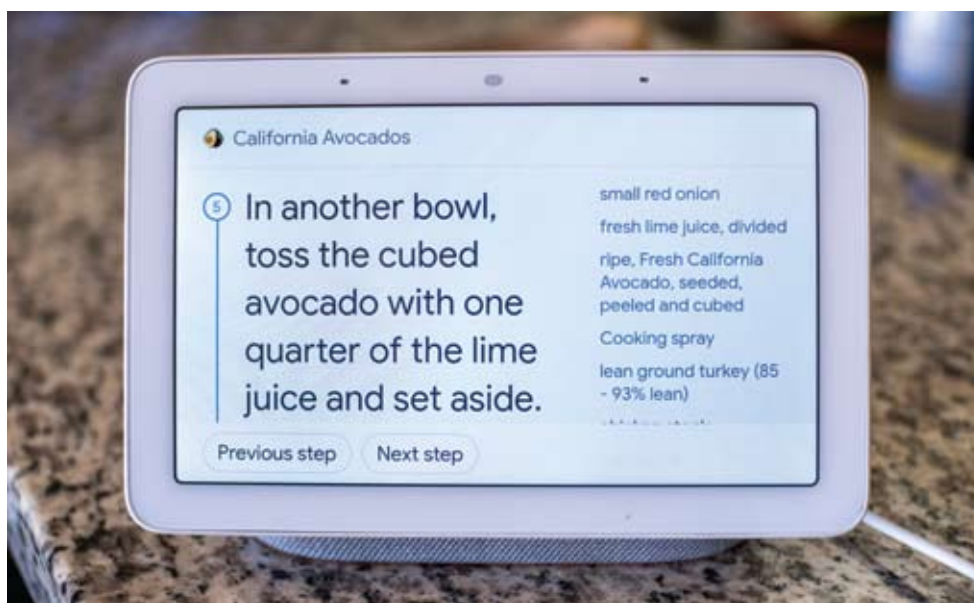 California Avocados
5
In another bowl,
toss the cubed
avocado with one
quarter of the lime
juice and set aside.
small red onion
fresh lime juice, divided
ripe, Fresh California
Avocado, seeded,
peeled and cubed
Cooking spray
lean ground turkey (85
- 93% lean)
Previous step
Next step